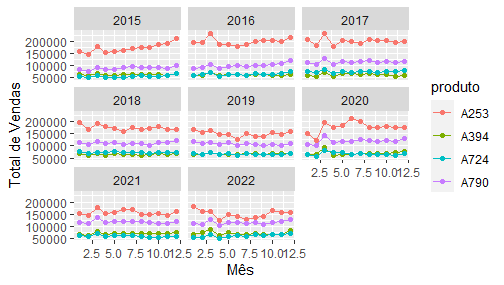 2015 2016 2017
200000
150000
100000
50000
2018 2019 2020
200000
150000
100000
50000
2.5 5.0 7.5 10.0 12.5
2021 2022
200000
150000
100000
50000
2.5 5.0 7.5 10.0 12.5 2.5 5.0 7.5 10.0 12.5
Mês
Total de Vendas
produto
A253
A394
A724
A790